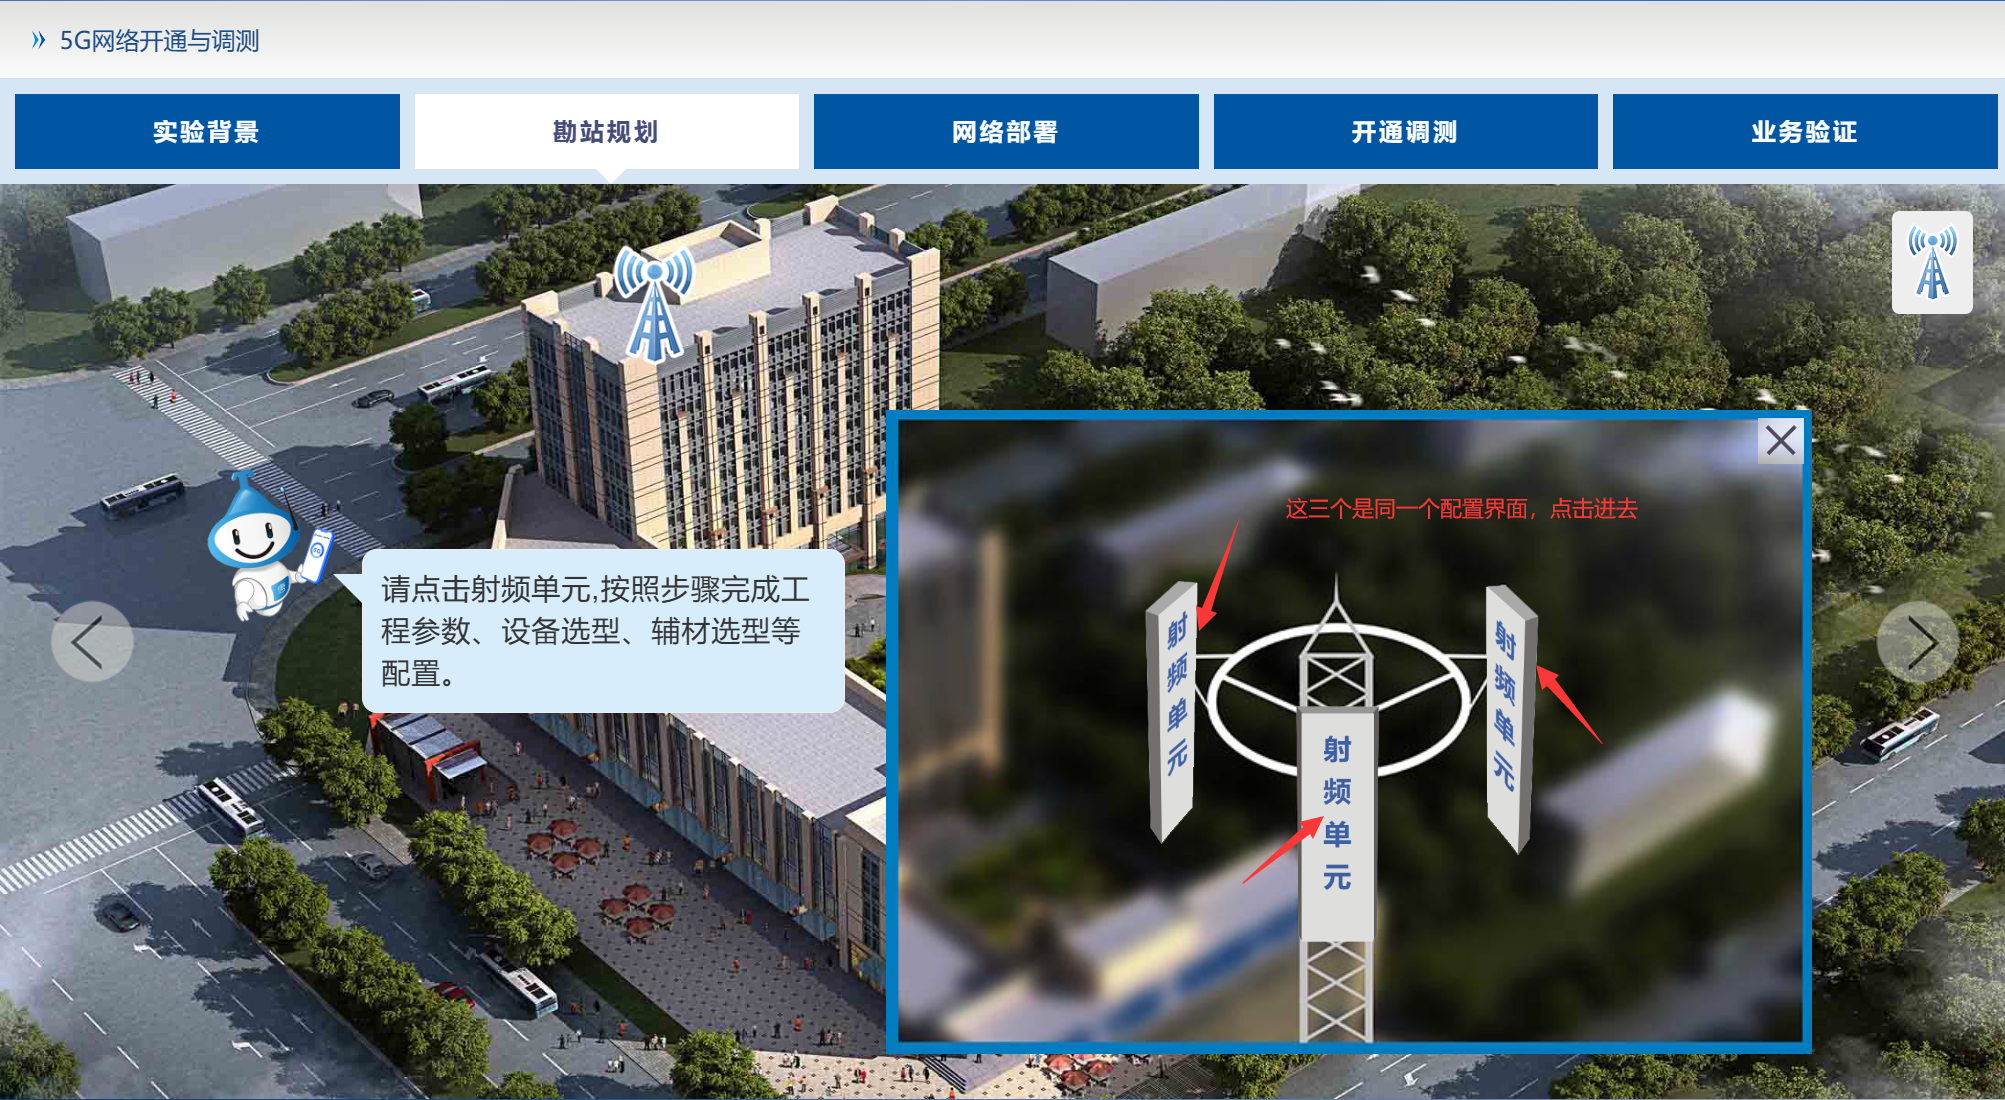 5G网络开通与调测
实验背景
勘站规划
网络部署
开通调测
业务验证
请点击射频单元,按照步骤完成工
程参数、设备选型、辅材选型等
配置。
这三个是同一个配置界面，点击进去
射频单元
射频单元
射频单元
5G